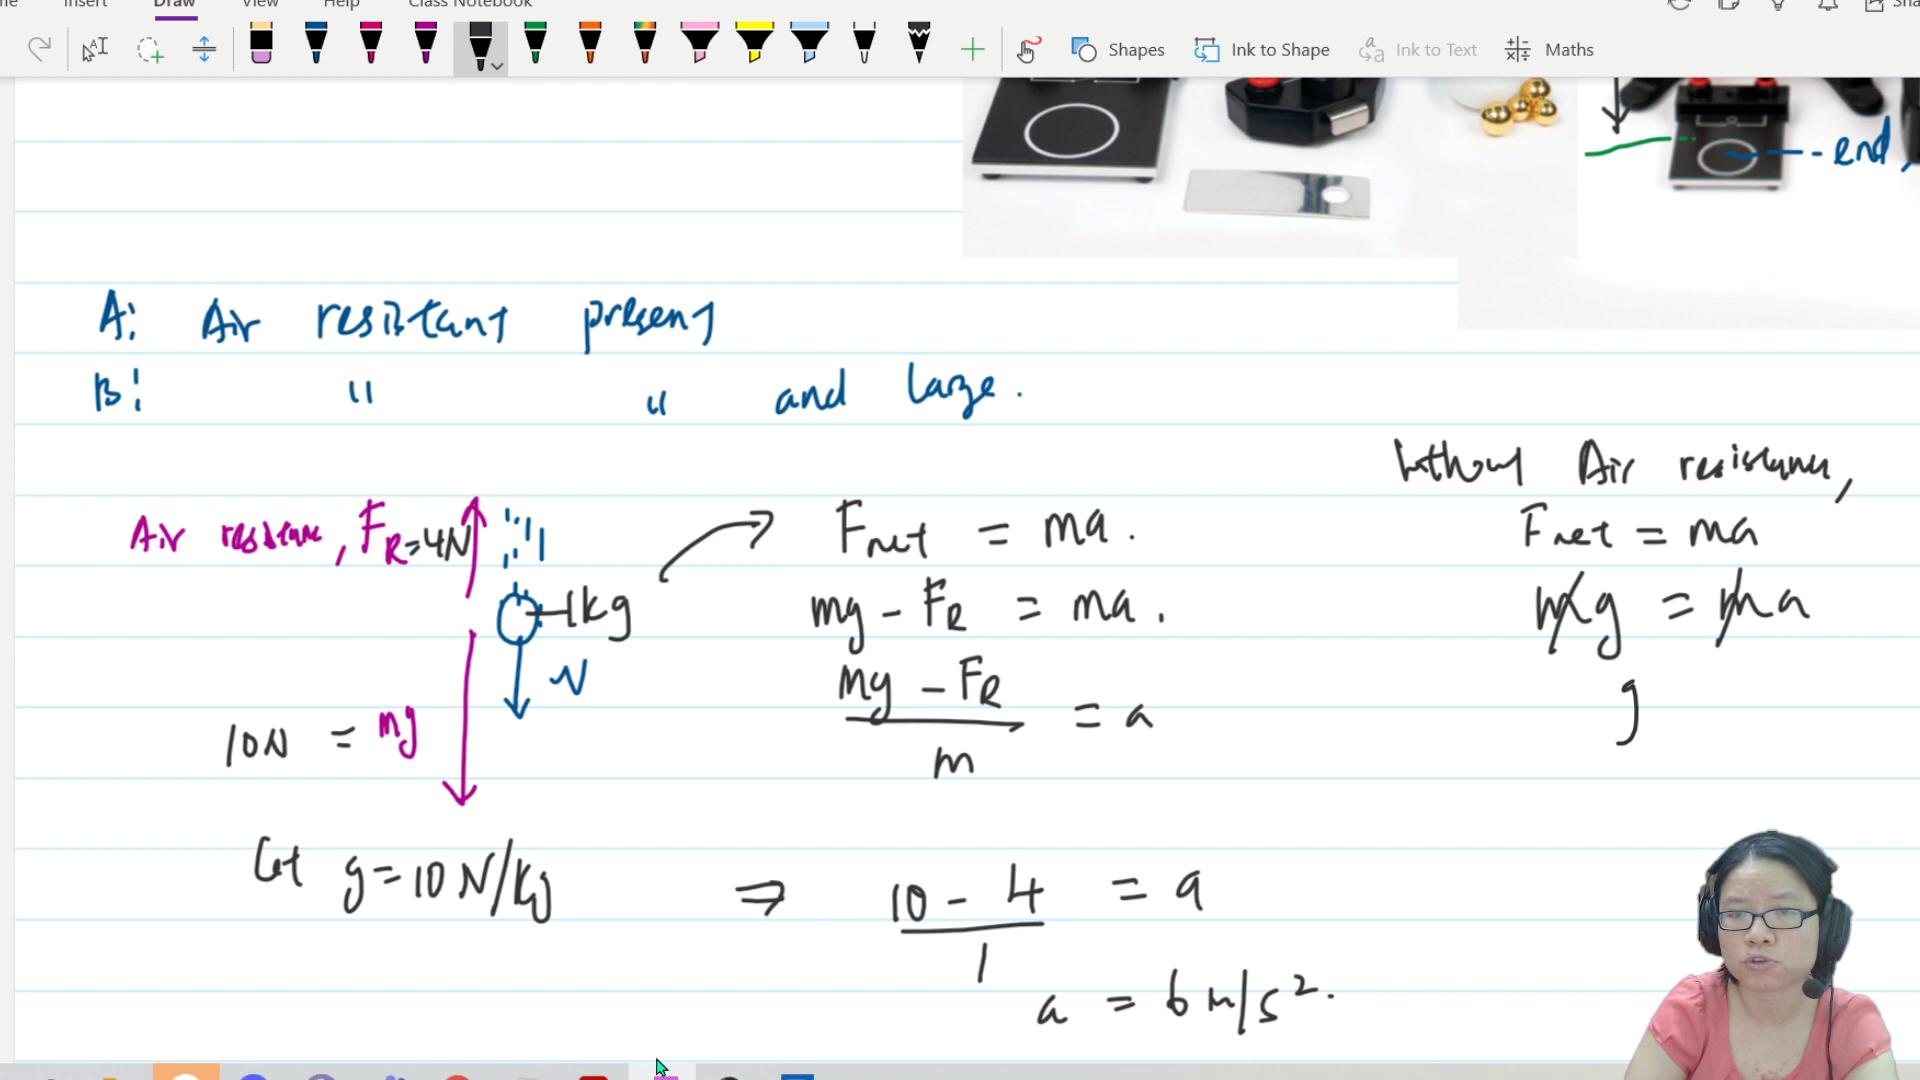 Insert Draw View Help Class Notebook
Shapes Ink to Shape Ink to Text Maths
end,
A: Air resistant present
B: " " and large.
Without Air resistance,
Air resistance, FR=4N
1kg
v
10N = mg
Let g=10 N/kg
Fnet = ma.
mg - FR = ma.
mg - FR
m
= a
⇒ 10 - 4
1
= a
a = 6 m/s².
Fnet = ma
mg = ma
g